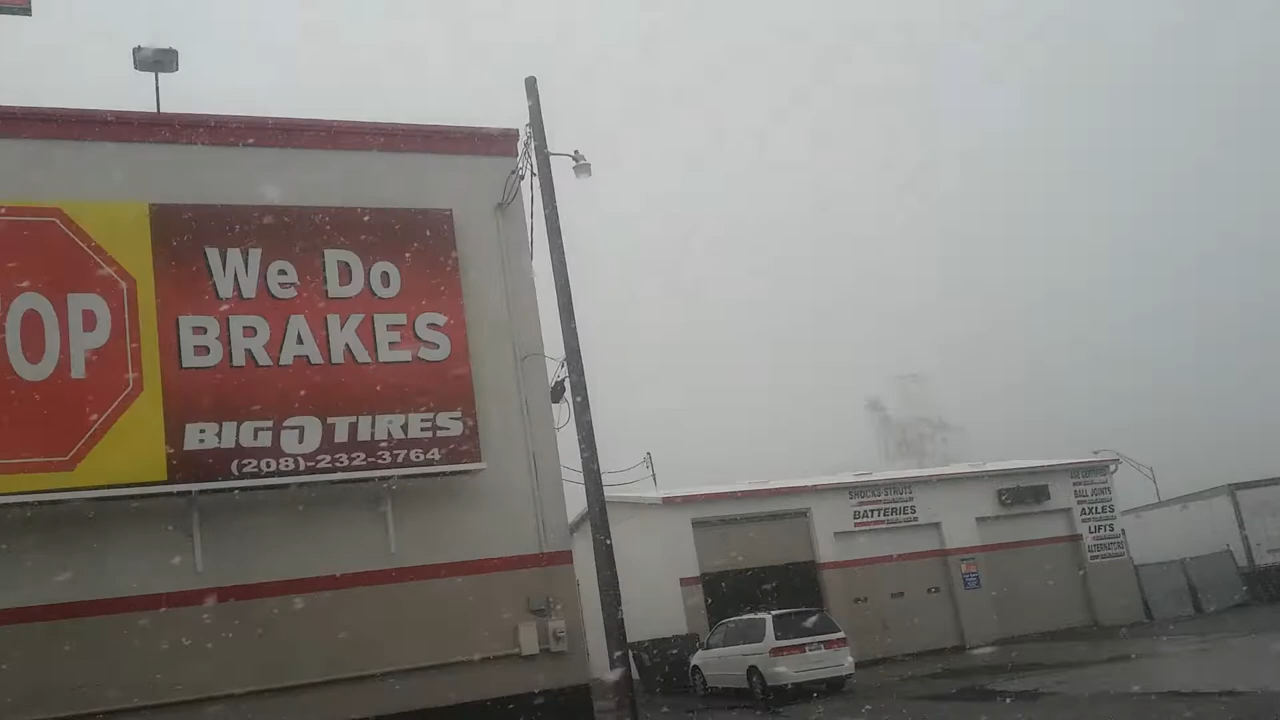 OP
We Do
BRAKES
BIG O TIRES
(208)-232-3764
SHOCKS-STRUTS
BATTERIES
BALL JOINTS
AXLES
LIFTS
ALTERNATORS